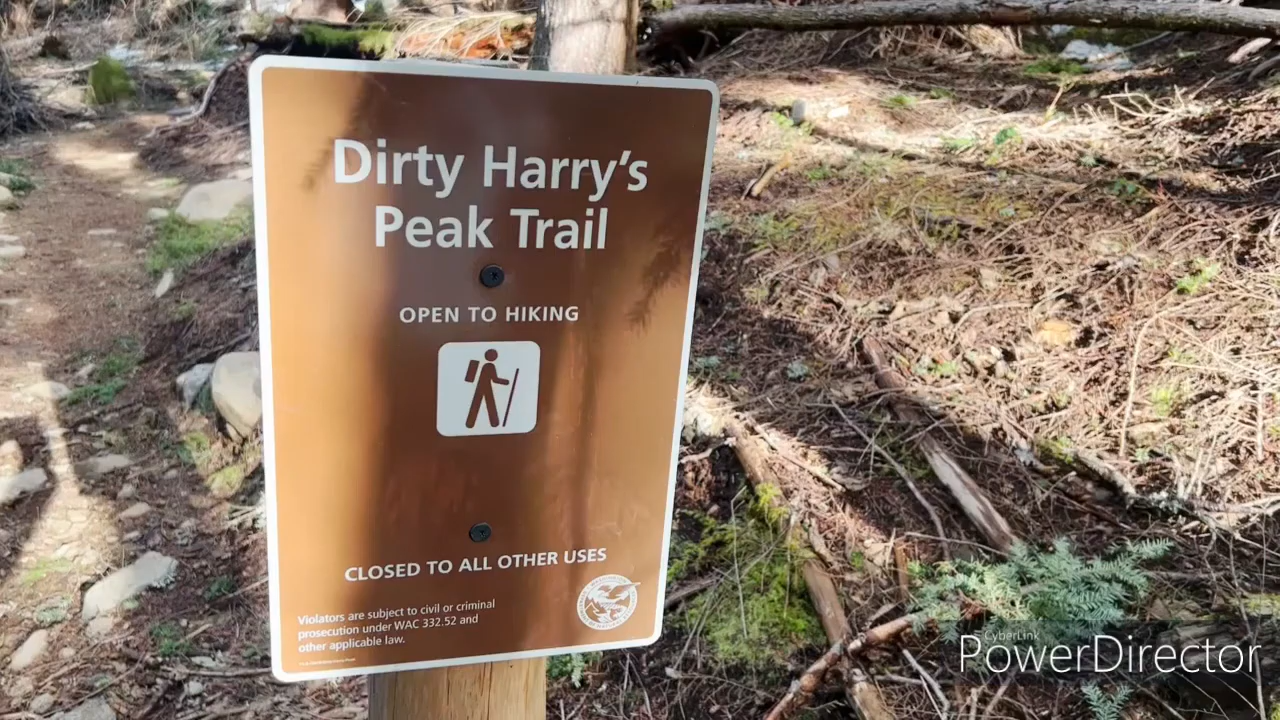 Dirty Harry's
Peak Trail
OPEN TO HIKING
CLOSED TO ALL OTHER USES
Violators are subject to civil or criminal
prosecution under WAC 332.52 and
other applicable law.
CyberLink
PowerDirector